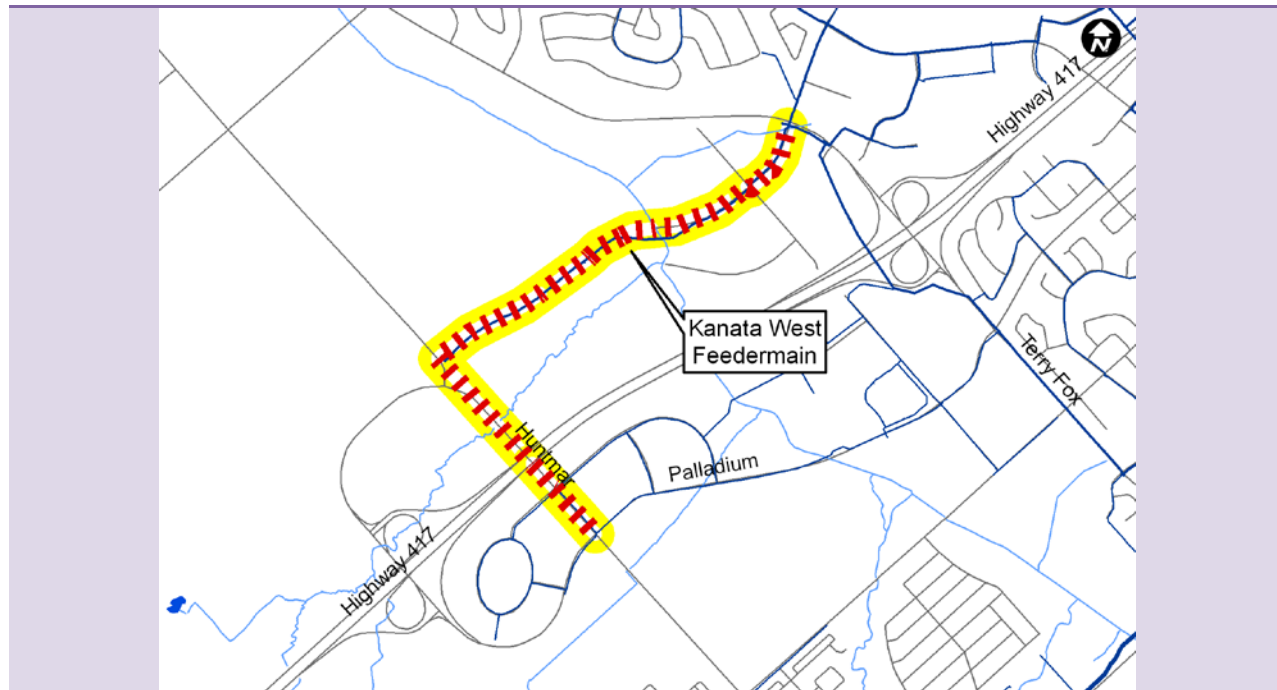 N
Highway 417
Kanata West
Feedermain
Terry Fox
Huntmar
Palladium
Highway 417